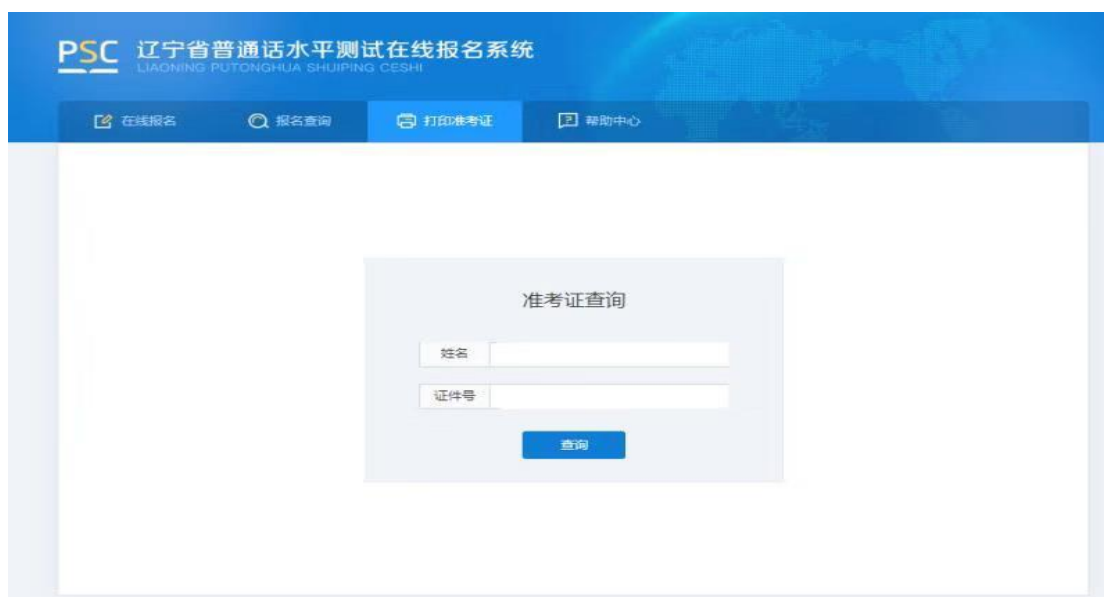 PSC 辽宁省普通话水平测试在线报名系统
LIAONING PUTONGHUA SHUIPING CESHI
在线报名 报名查询 打印准考证 帮助中心
准考证查询
姓名
证件号
查询